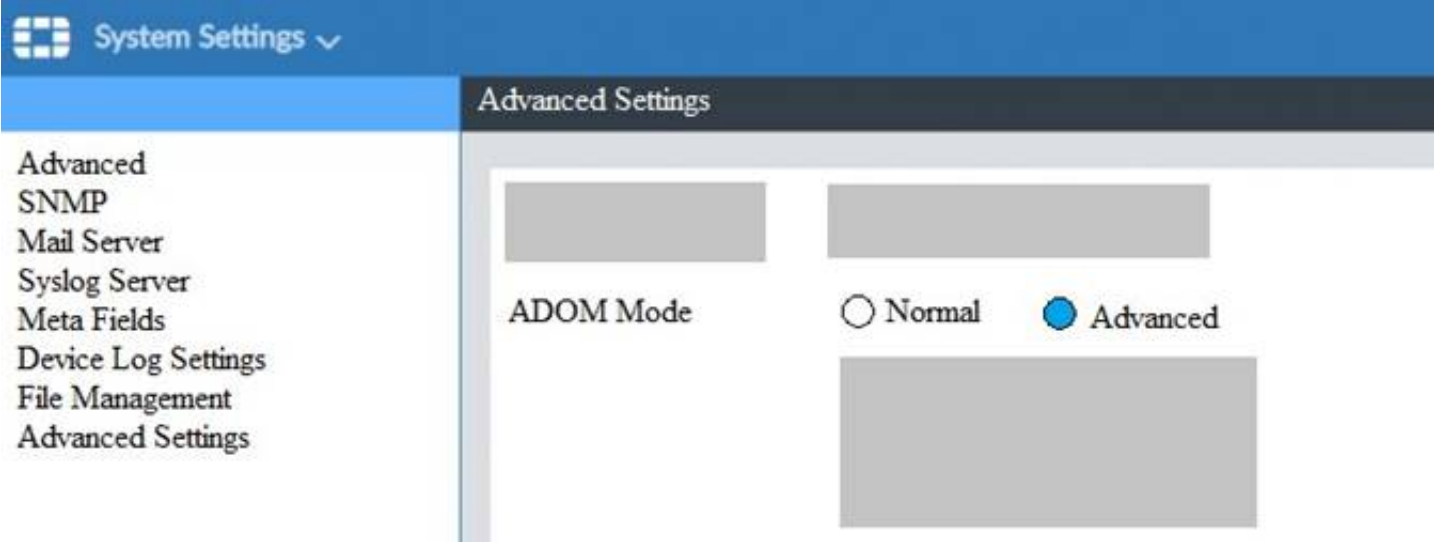 System Settings
Advanced Settings
Advanced
SNMP
Mail Server
Syslog Server
Meta Fields
Device Log Settings
File Management
Advanced Settings
ADOM Mode
Normal
Advanced